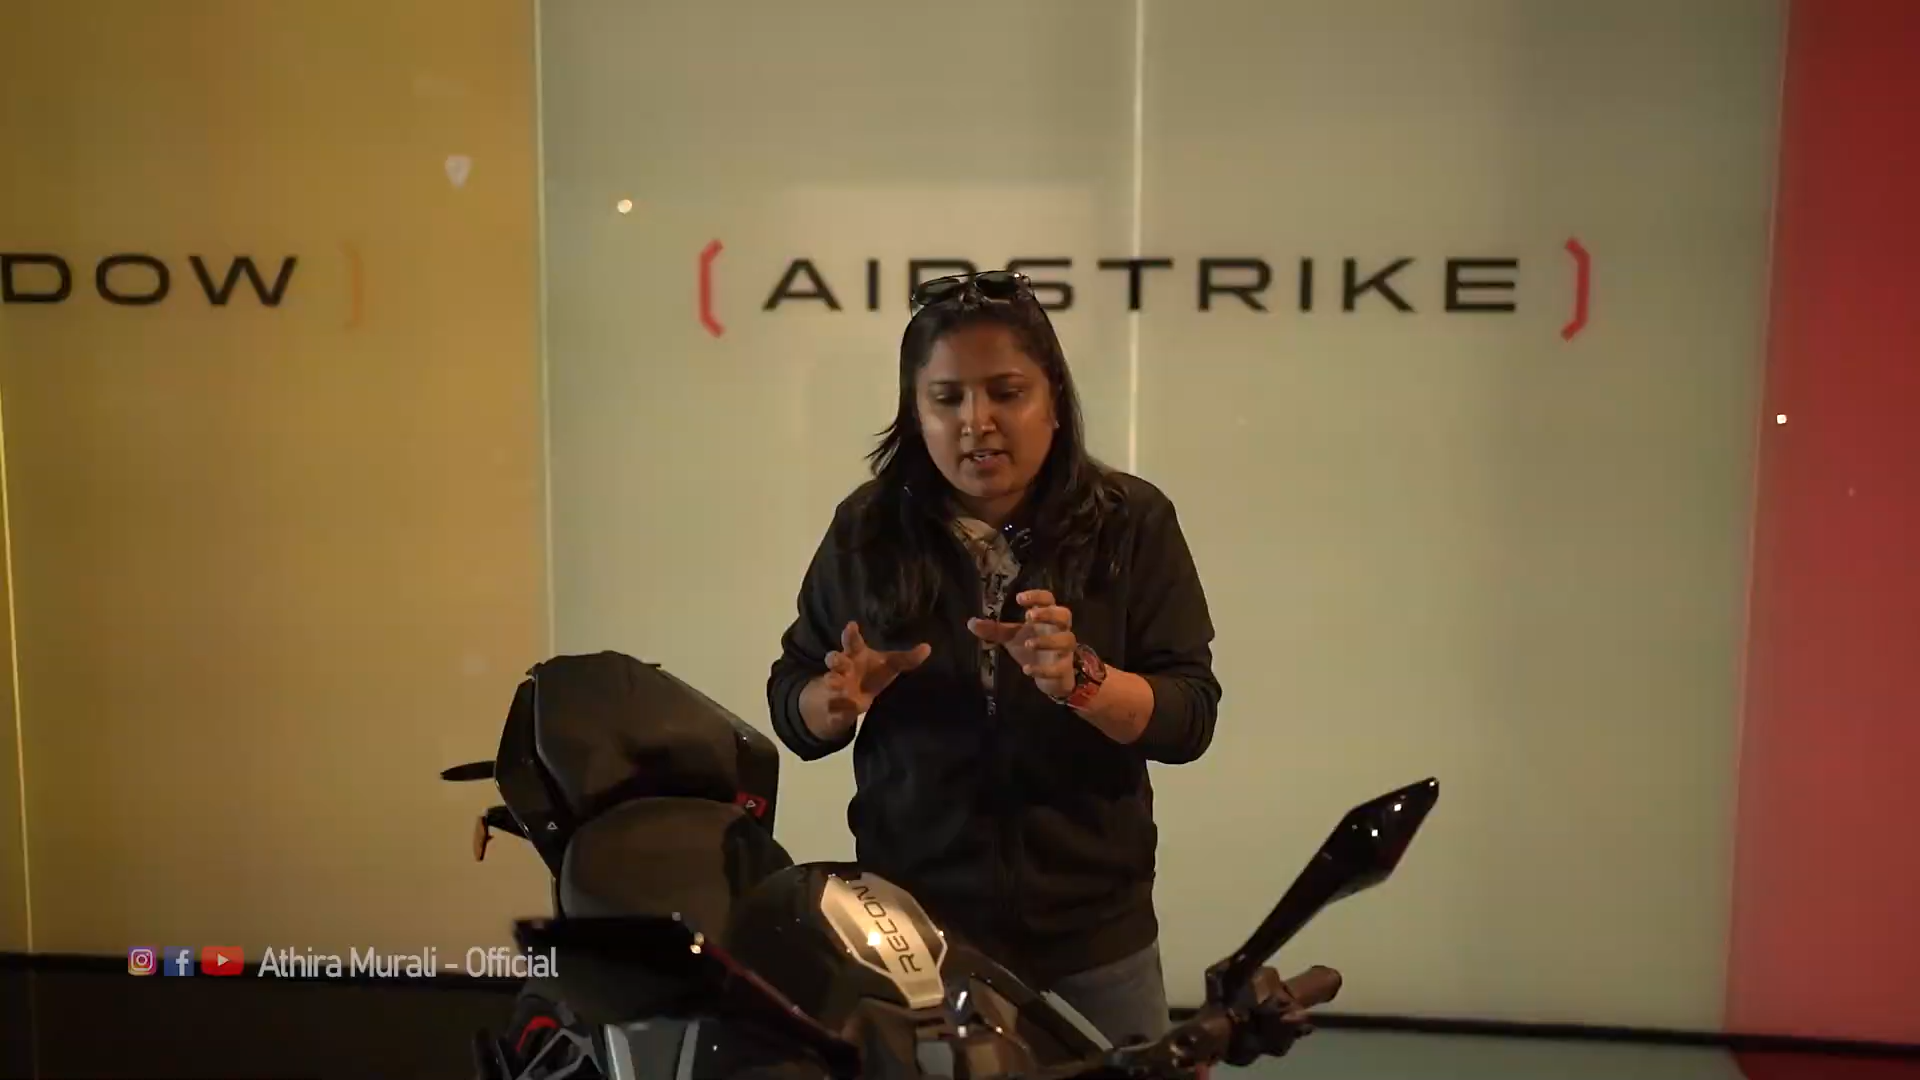 DOW )
( AIRSTRIKE )
RECON
Athira Murali - Official